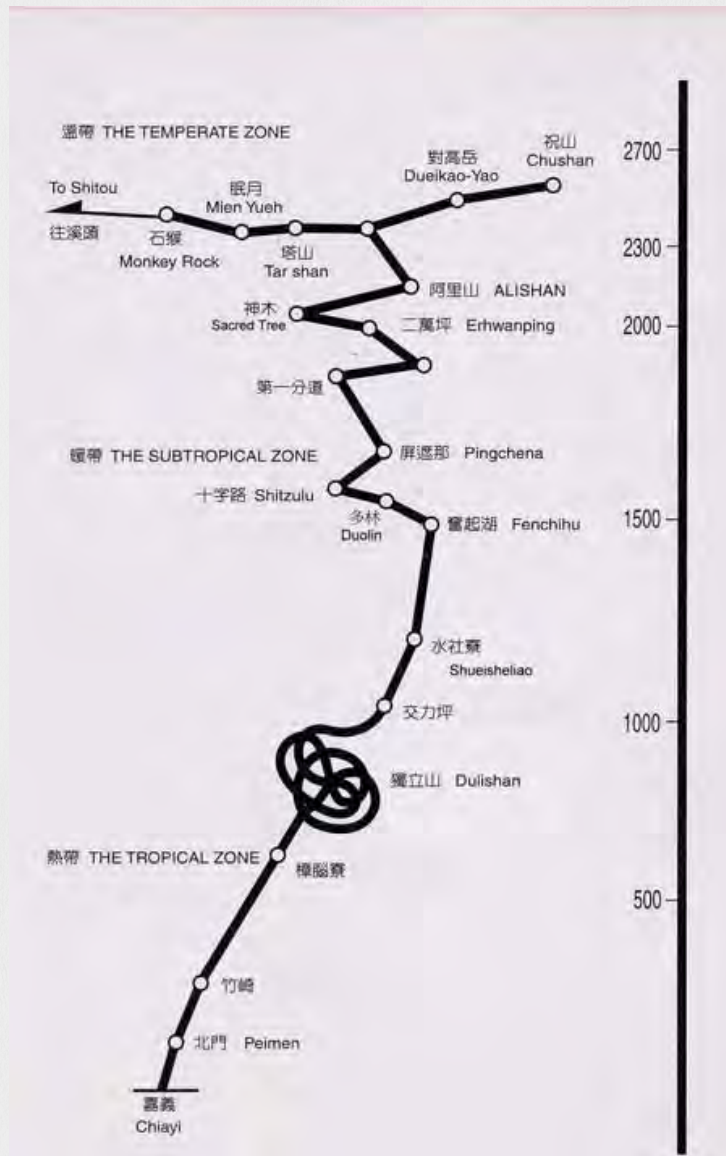 溫帶 THE TEMPERATE ZONE
祝山
Chushan
2700
對高岳
Dueikao-Yao
To Shitou
往溪頭
眠月
Mien Yueh
石猴
Monkey Rock
塔山
Tar shan
2300
阿里山 ALISHAN
神木
Sacred Tree
二萬坪 Erhwanping
2000
第一分道
暖帶 THE SUBTROPICAL ZONE
屏遮那 Pingchena
十字路 Shitzulu
多林
Duolin
奮起湖 Fenchihu
1500
水社寮
Shueisheliao
交力坪
1000
獨立山 Dulishan
熱帶 THE TROPICAL ZONE
樟腦寮
500
竹崎
北門 Peimen
嘉義
Chiayi